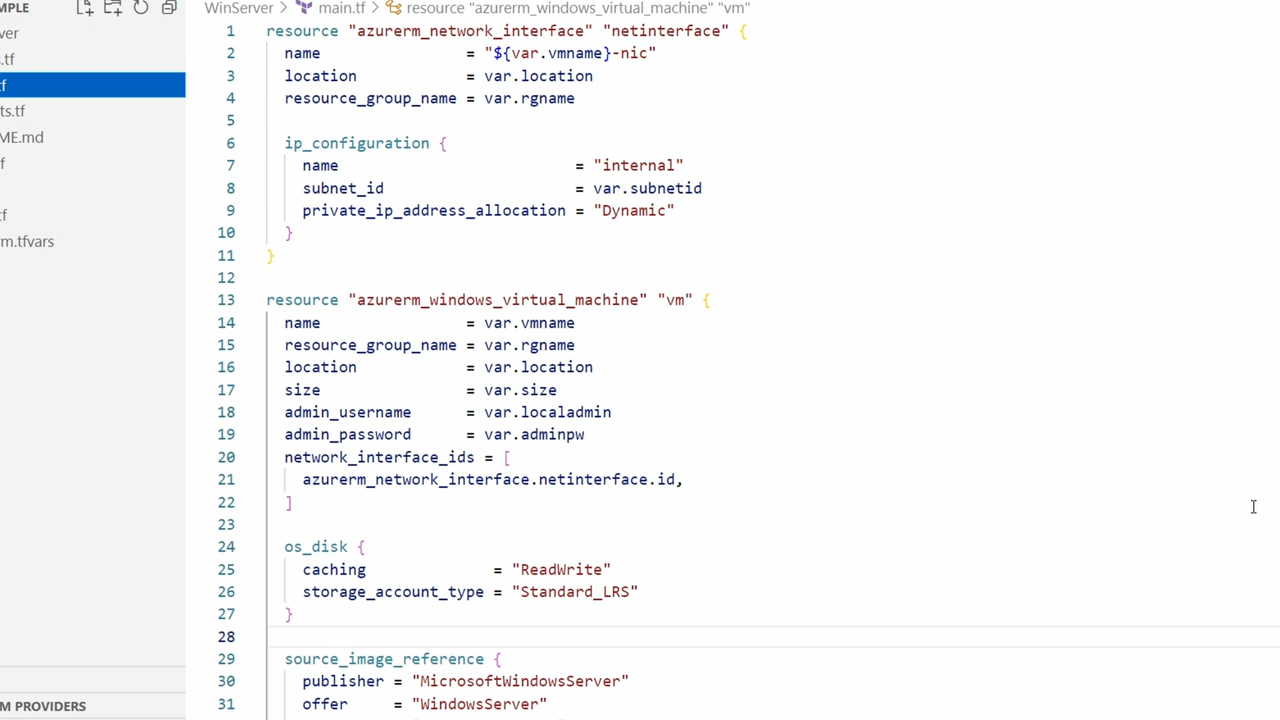 MPLE
ver
.tf
tf
ts.tf
ME.md
f
tf
rm.tfvars
M PROVIDERS
WinServer > main.tf > resource "azurerm_windows_virtual_machine" "vm"
1 resource "azurerm_network_interface" "netinterface" {
2 name = "${var.vmname}-nic"
3 location = var.location
4 resource_group_name = var.rgname
5
6 ip_configuration {
7 name = "internal"
8 subnet_id = var.subnetid
9 private_ip_address_allocation = "Dynamic"
10 }
11 }
12
13 resource "azurerm_windows_virtual_machine" "vm" {
14 name = var.vmname
15 resource_group_name = var.rgname
16 location = var.location
17 size = var.size
18 admin_username = var.localadmin
19 admin_password = var.adminpw
20 network_interface_ids = [
21 azurerm_network_interface.netinterface.id,
22 ]
23
24 os_disk {
25 caching = "ReadWrite"
26 storage_account_type = "Standard_LRS"
27 }
28
29 source_image_reference {
30 publisher = "MicrosoftWindowsServer"
31 offer = "WindowsServer"